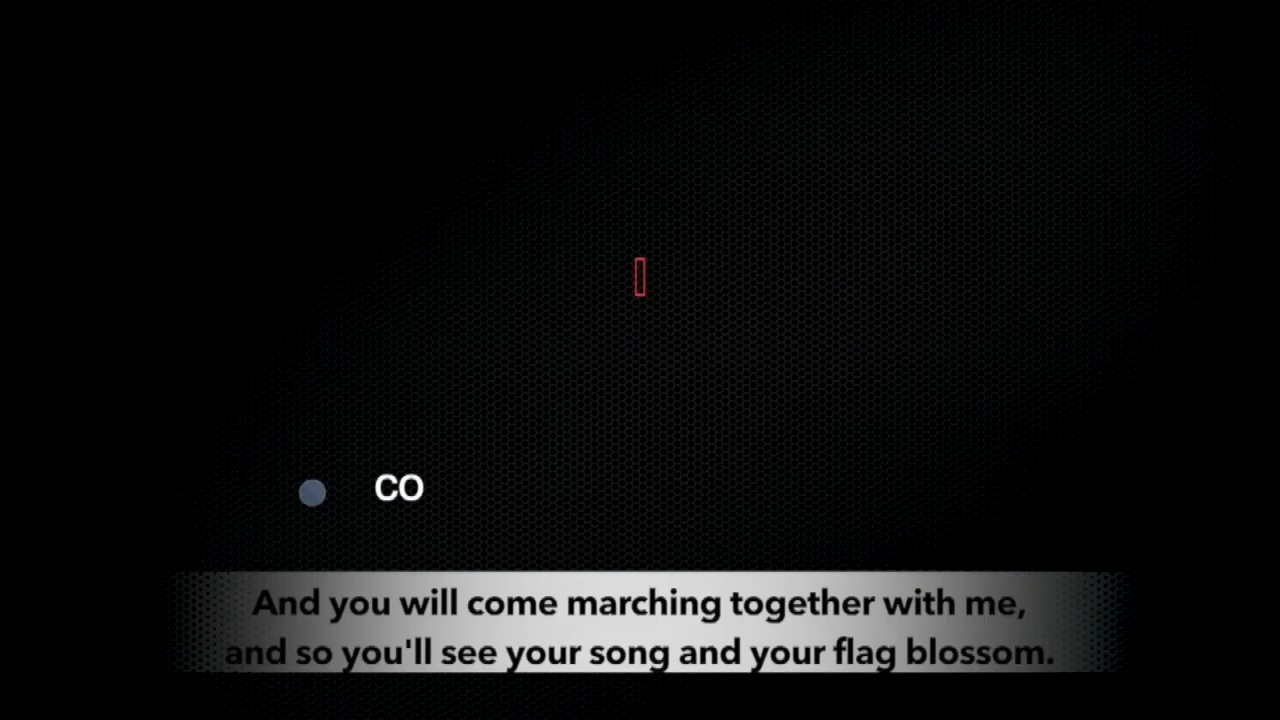 CO
And you will come marching together with me,
and so you'll see your song and your flag blossom.